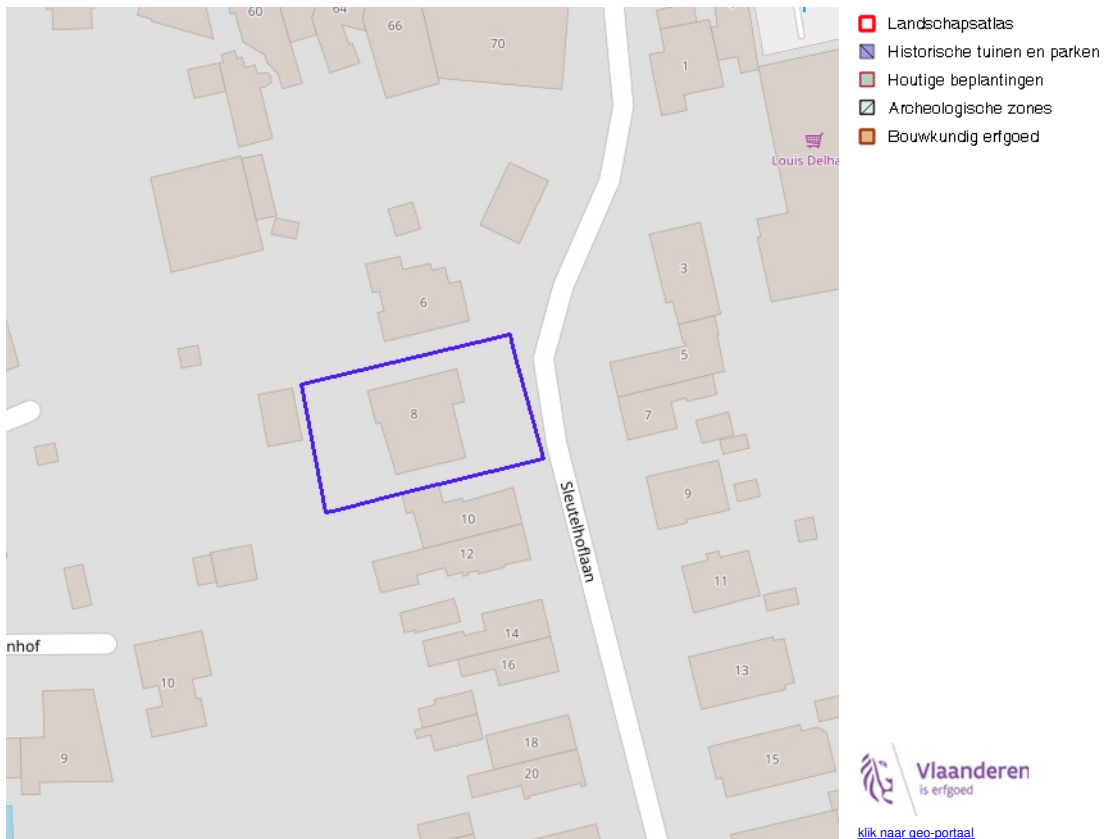 60
64
66
70
1
Louis Delha
3
6
5
7
8
9
10
12
Sleutelhoflaan
11
14
16
13
nhof
10
9
18
20
15
Landschapsatlas
Historische tuinen en parken
Houtige beplantingen
Archeologische zones
Bouwkundig erfgoed
Vlaanderen
is erfgoed
klik naar geo-portaal